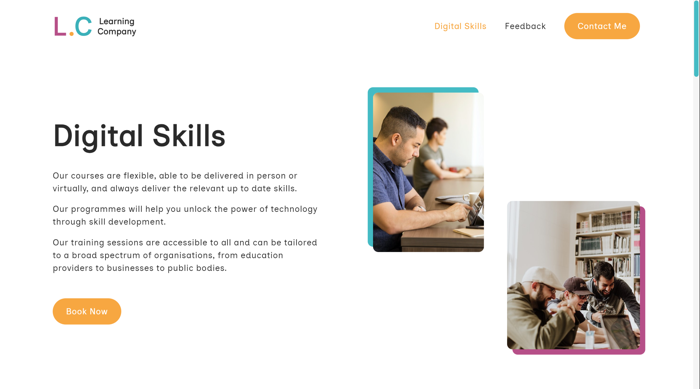 L.C Learning
Company
Digital Skills
Feedback
Contact Me
Digital Skills
Our courses are flexible, able to be delivered in person or
virtually, and always deliver the relevant up to date skills.
Our programmes will help you unlock the power of technology
through skill development.
Our training sessions are accessible to all and can be tailored
to a broad spectrum of organisations, from education
providers to businesses to public bodies.
Book Now